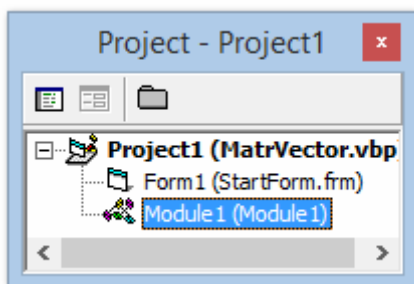 Project - Project1
Project1 (MatrVector.vbp
Form1 (StartForm.frm)
Module1 (Module1)